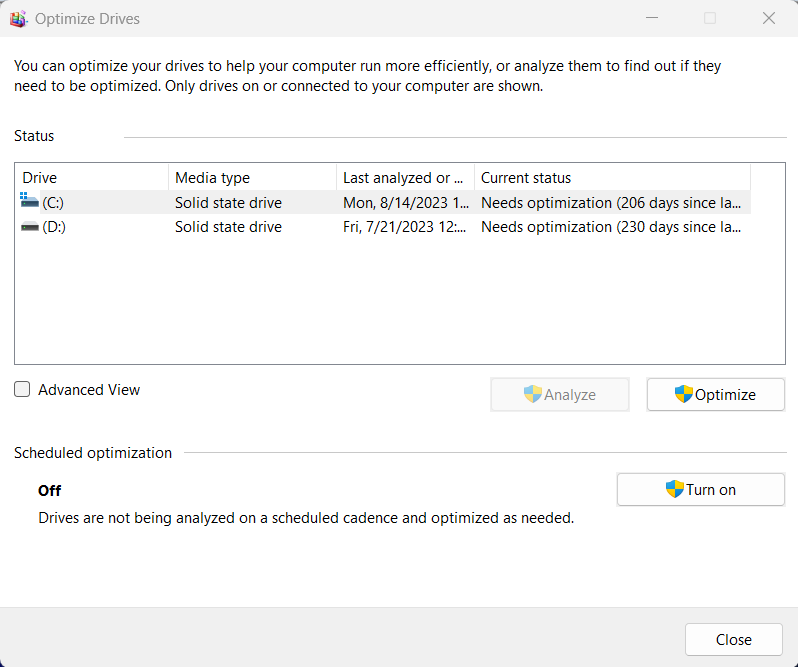 Optimize Drives
You can optimize your drives to help your computer run more efficiently, or analyze them to find out if they
need to be optimized. Only drives on or connected to your computer are shown.
Status
Drive Media type Last analyzed or ... Current status
(C:) Solid state drive Mon, 8/14/2023 1... Needs optimization (206 days since la...
(D:) Solid state drive Fri, 7/21/2023 12:... Needs optimization (230 days since la...
Advanced View
Analyze Optimize
Scheduled optimization
Off
Turn on
Drives are not being analyzed on a scheduled cadence and optimized as needed.
Close